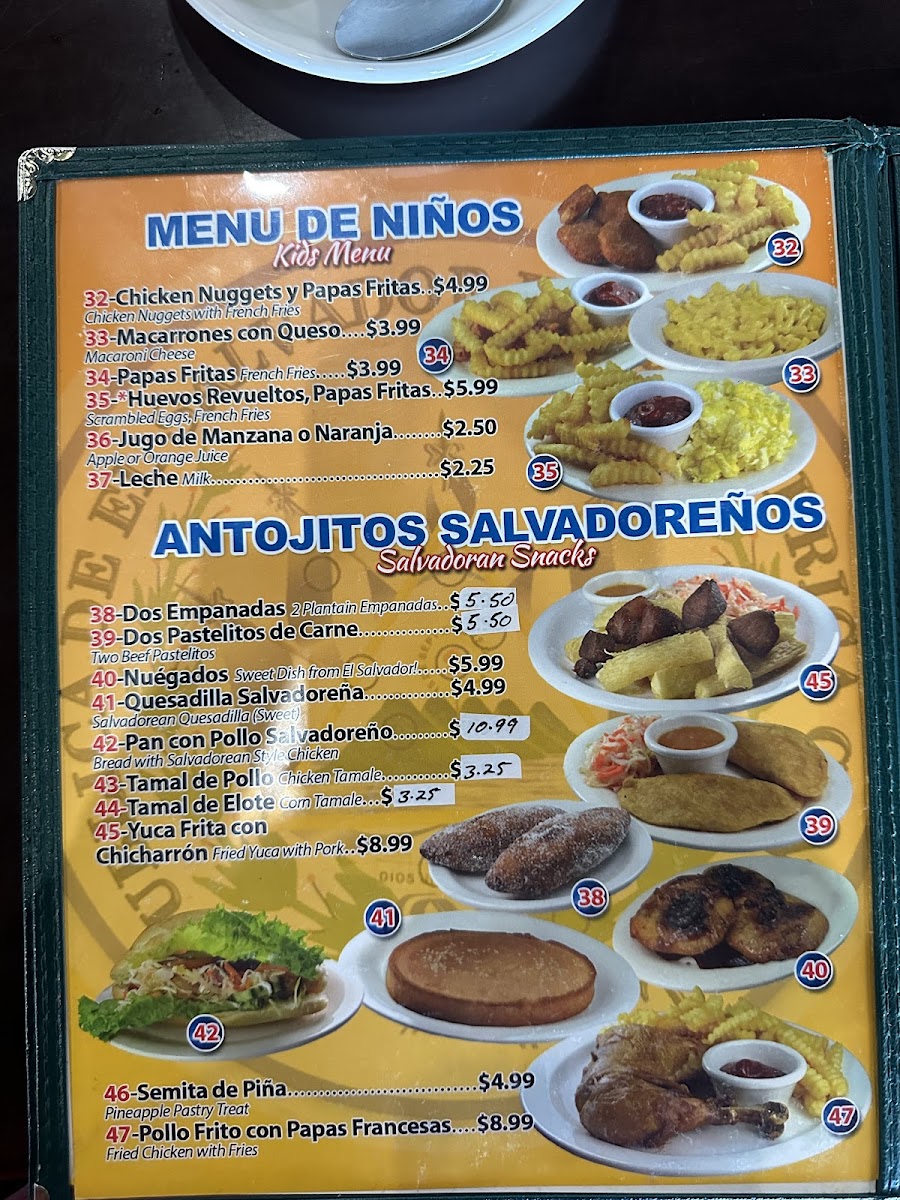 MENU DE NIÑOS
Kids Menu
32-Chicken Nuggets y Papas Fritas..$4.99
Chicken Nuggets with French Fries
33-Macarrones con Queso....$3.99
Macaroni Cheese
34-Papas Fritas French Fries.....$3.99
35-*Huevos Revueltos, Papas Fritas..$5.99
Scrambled Eggs, French Fries
36-Jugo de Manzana o Naranja........$2.50
Apple or Orange Juice
37-Leche Milk....................................$2.25
32
34
33
35
ANTOJITOS SALVADOREÑOS
Salvadoran Snacks
38-Dos Empanadas 2 Plantain Empanadas..$5.50
39-Dos Pastelitos de Carne...............$5.50
Two Beef Pastelitos
40-Nuégados Sweet Dish from El Salvador!.....$5.99
41-Quesadilla Salvadoreña.............$4.99
Salvadorean Quesadilla (Sweet)
42-Pan con Pollo Salvadoreño.........$10.99
Bread with Salvadorean Style Chicken
43-Tamal de Pollo Chicken Tamale...........$3.25
44-Tamal de Elote Corn Tamale...$3.25
45-Yuca Frita con
Chicharrón Fried Yuca with Pork..$8.99
45
39
38
41
40
42
46-Semita de Piña..........................$4.99
Pineapple Pastry Treat
47-Pollo Frito con Papas Francesas....$8.99
Fried Chicken with Fries
47